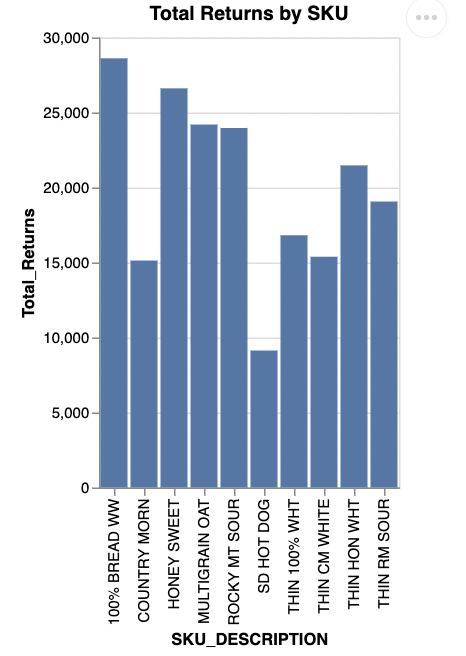 Total Returns by SKU
30,000
25,000
20,000
15,000
10,000
5,000
0
Total_Returns
100% BREAD WW
COUNTRY MORN
HONEY SWEET
MULTIGRAIN OAT
ROCKY MT SOUR
SD HOT DOG
THIN 100% WHT
THIN CM WHITE
THIN HON WHT
THIN RM SOUR
SKU_DESCRIPTION